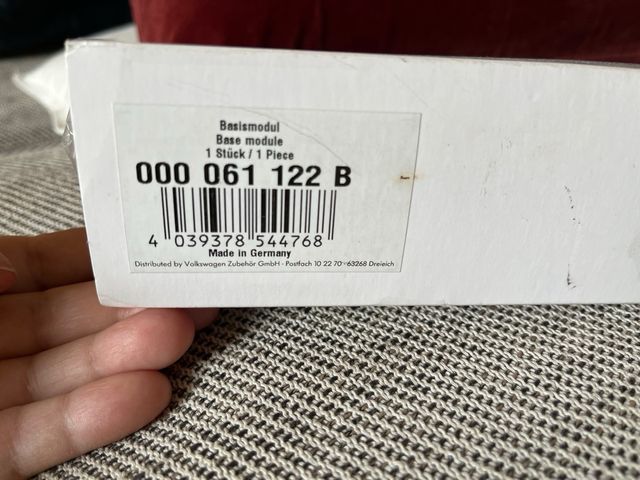 Basismodul
Base module
1 Stück / 1 Piece
000 061 122 B
4 039378 544768
Made in Germany
Distributed by Volkswagen Zubehör GmbH · Postfach 10 22 70 · 63268 Dreieich